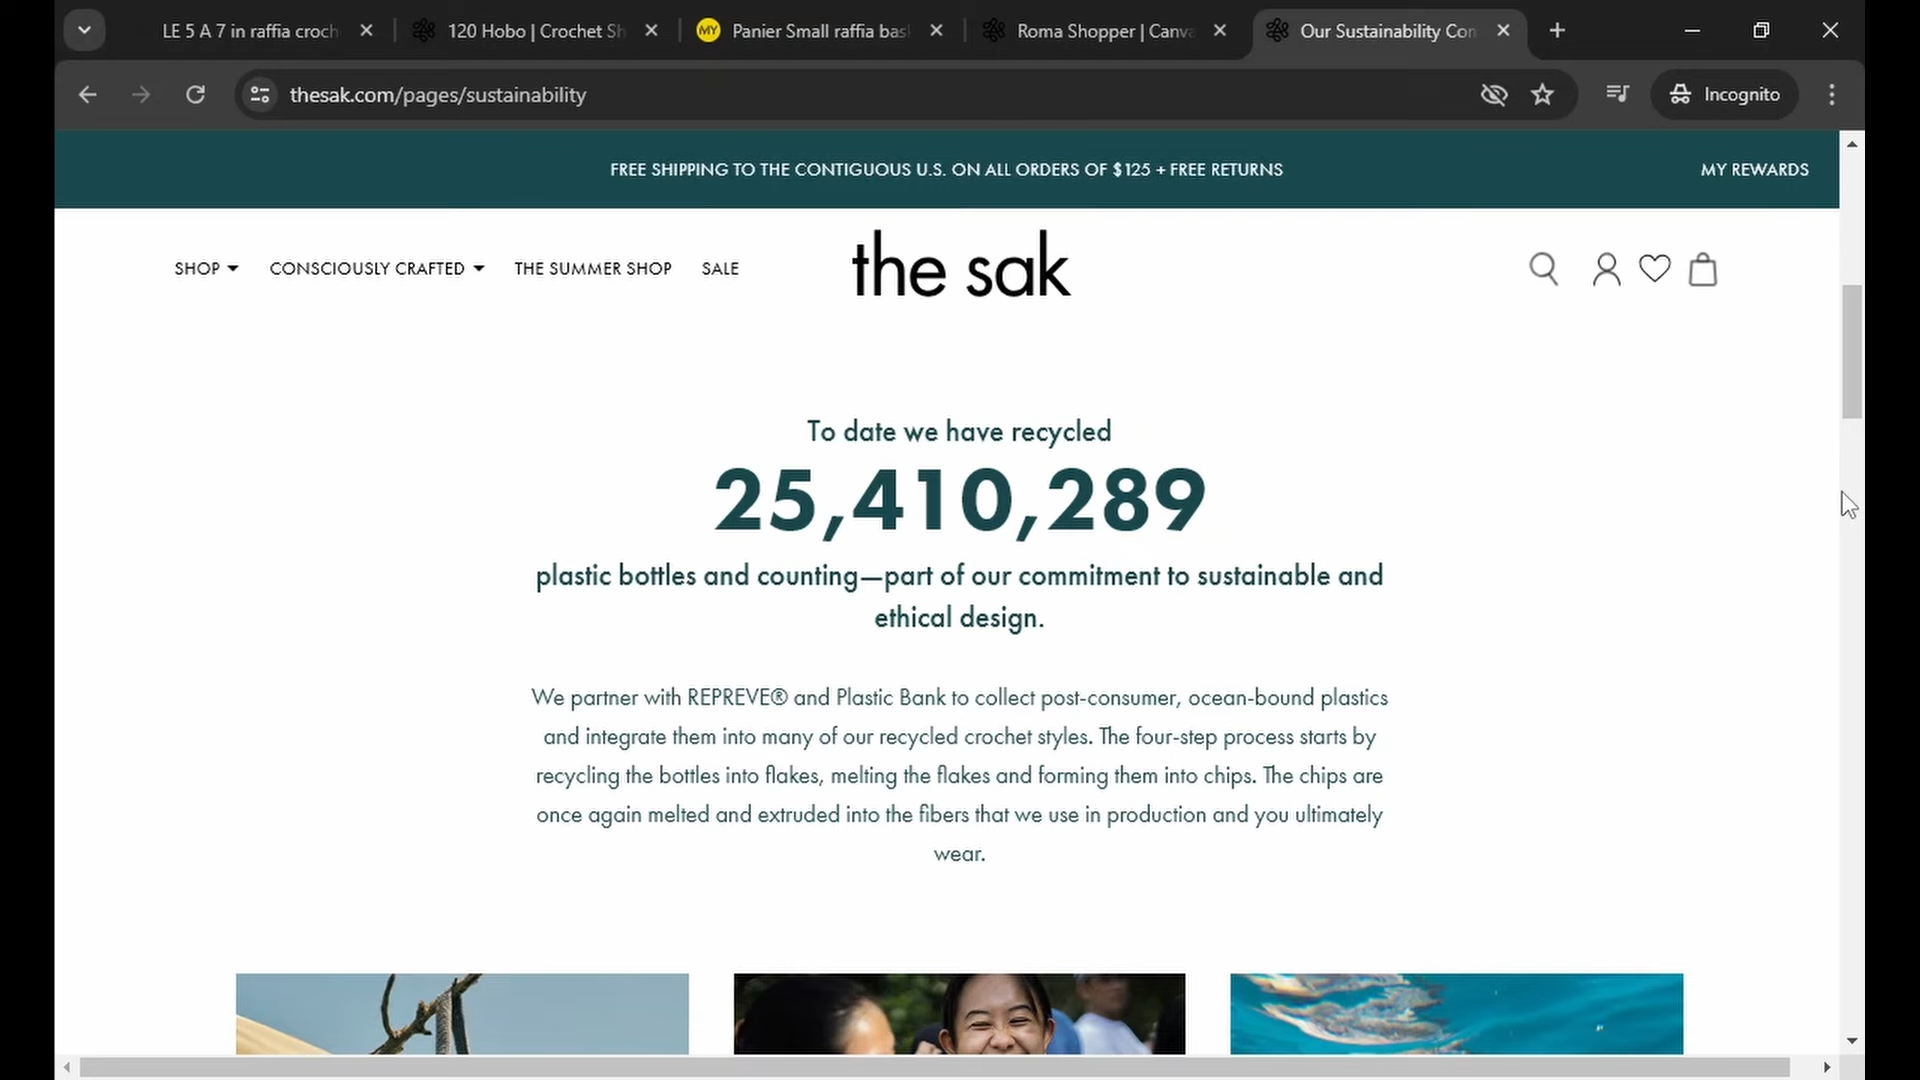 LE 5 A 7 in raffia croch
120 Hobo | Crochet Sh
MY
Panier Small raffia bas
Roma Shopper | Canva
Our Sustainability Con
thesak.com/pages/sustainability
Incognito
FREE SHIPPING TO THE CONTIGUOUS U.S. ON ALL ORDERS OF $125 + FREE RETURNS
MY REWARDS
SHOP
CONSCIOUSLY CRAFTED
THE SUMMER SHOP
SALE
the sak
To date we have recycled
25,410,289
plastic bottles and counting—part of our commitment to sustainable and
ethical design.
We partner with REPREVE® and Plastic Bank to collect post-consumer, ocean-bound plastics
and integrate them into many of our recycled crochet styles. The four-step process starts by
recycling the bottles into flakes, melting the flakes and forming them into chips. The chips are
once again melted and extruded into the fibers that we use in production and you ultimately
wear.